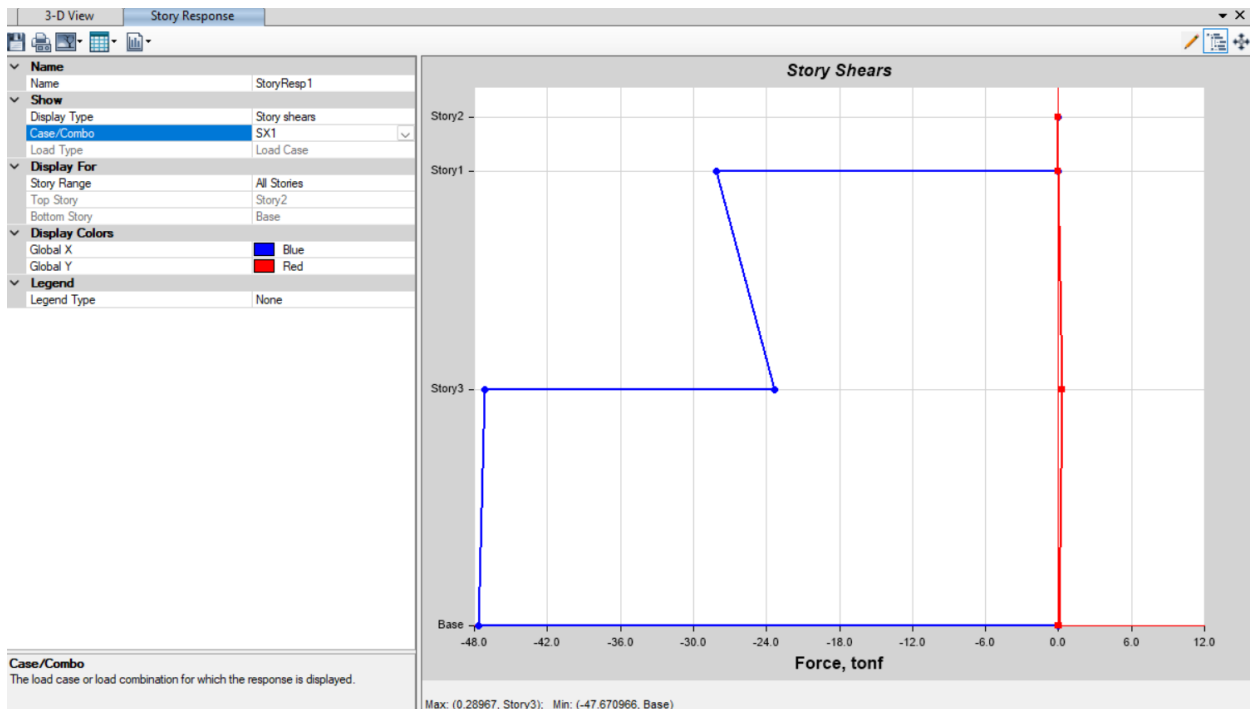 3-D View
Story Response
Name
Name StoryResp1
Show
Display Type Story shears
Case/Combo SX1
Load Type Load Case
Display For
Story Range All Stories
Top Story Story2
Bottom Story Base
Display Colors
Global X Blue
Global Y Red
Legend
Legend Type None
Case/Combo
The load case or load combination for which the response is displayed.
Story Shears
Story2
Story1
Story3
Base
-48.0 -42.0 -36.0 -30.0 -24.0 -18.0 -12.0 -6.0 0.0 6.0 12.0
Force, tonf
Max: (0.28967, Story3); Min: (-47.670966, Base)